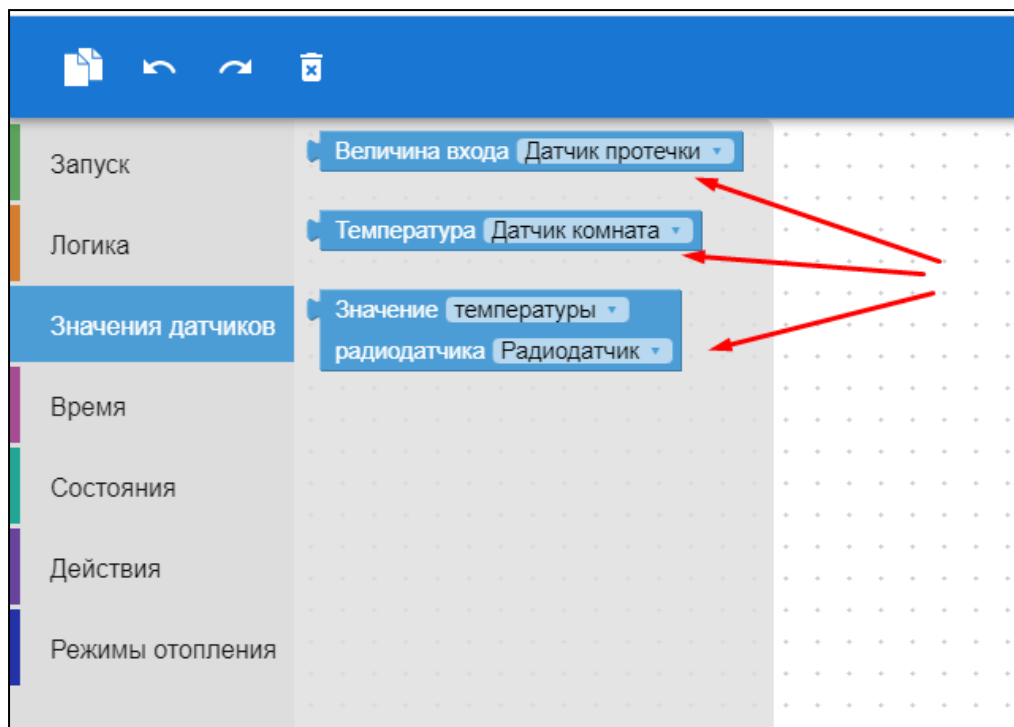 Запуск
Логика
Значения датчиков
Время
Состояния
Действия
Режимы отопления
Величина входа Датчик протечки
Температура Датчик комната
Значение температуры
радиодатчика Радиодатчик